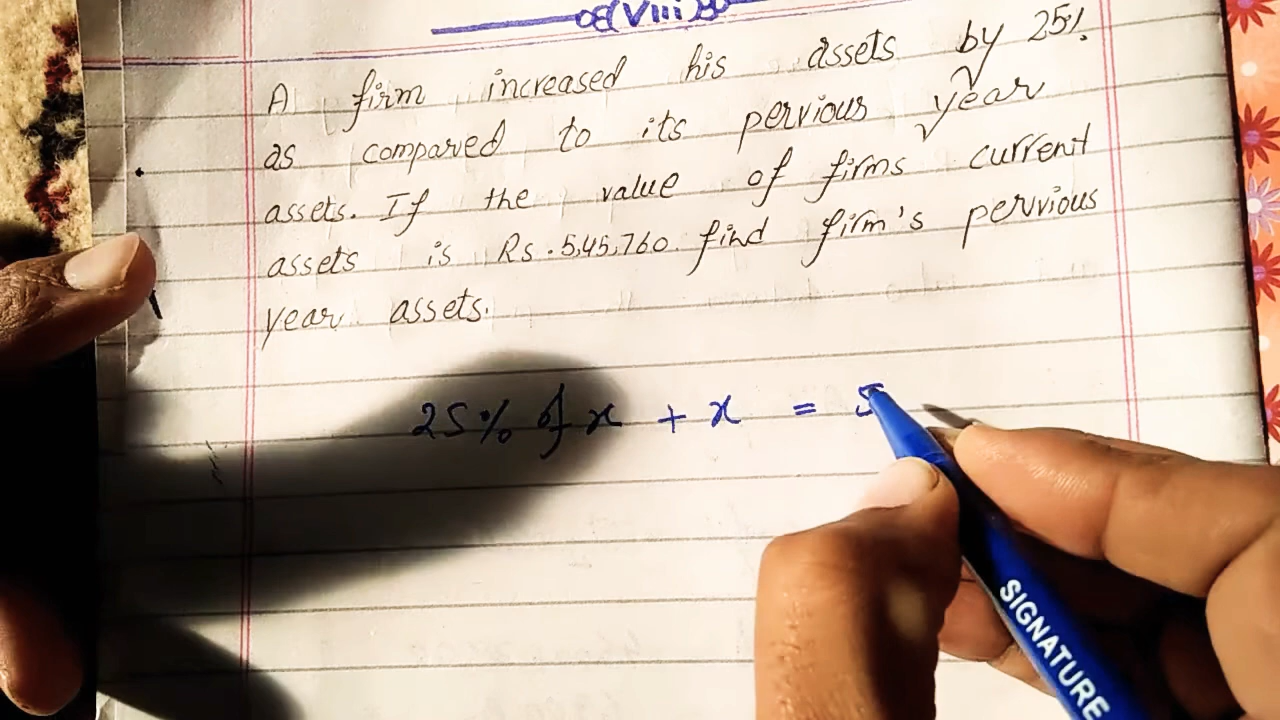 (viii)
A firm increased his assets by 25%.
as compared to its pervious year
assets. If the value of firms current
assets is Rs. 5,45,760. find firm's pervious
year assets.
25% of x + x = 5
SIGNATURE